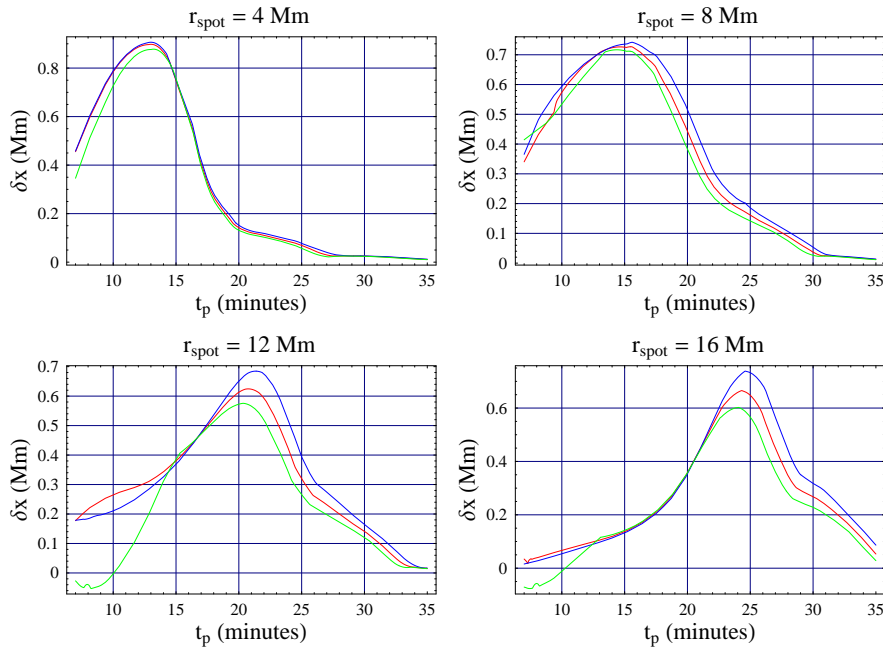 r_spot = 4 Mm
δx (Mm)
0.8
0.6
0.4
0.2
0
10 15 20 25 30 35
t_p (minutes)
r_spot = 8 Mm
δx (Mm)
0.7
0.6
0.5
0.4
0.3
0.2
0.1
0
10 15 20 25 30 35
t_p (minutes)
r_spot = 12 Mm
δx (Mm)
0.7
0.6
0.5
0.4
0.3
0.2
0.1
0
10 15 20 25 30 35
t_p (minutes)
r_spot = 16 Mm
δx (Mm)
0.6
0.4
0.2
0
10 15 20 25 30 35
t_p (minutes)